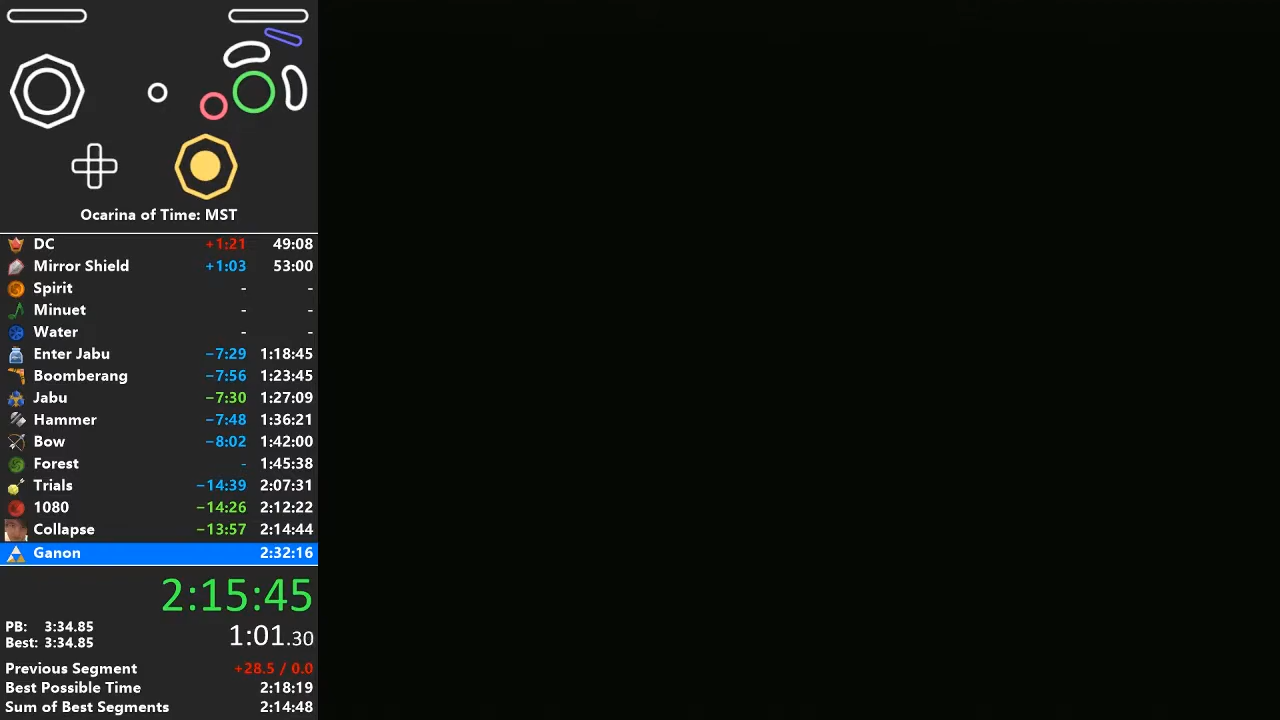 Ocarina of Time: MST
DC +1:21 49:08
Mirror Shield +1:03 53:00
Spirit - -
Minuet - -
Water - -
Enter Jabu −7:29 1:18:45
Boomberang −7:56 1:23:45
Jabu −7:30 1:27:09
Hammer −7:48 1:36:21
Bow −8:02 1:42:00
Forest - 1:45:38
Trials −14:39 2:07:31
1080 −14:26 2:12:22
Collapse −13:57 2:14:44
Ganon 2:32:16
2:15:45
PB: 3:34.85
Best: 3:34.85
1:01.30
Previous Segment +28.5 / 0.0
Best Possible Time 2:18:19
Sum of Best Segments 2:14:48